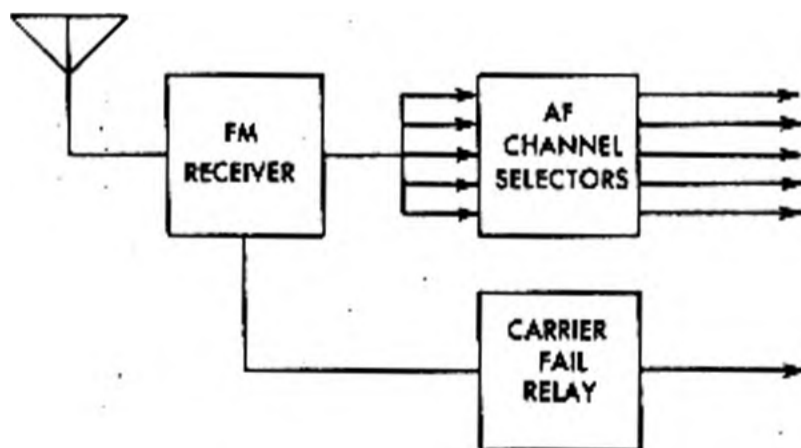 FM
RECEIVER
AF
CHANNEL
SELECTORS
CARRIER
FAIL
RELAY